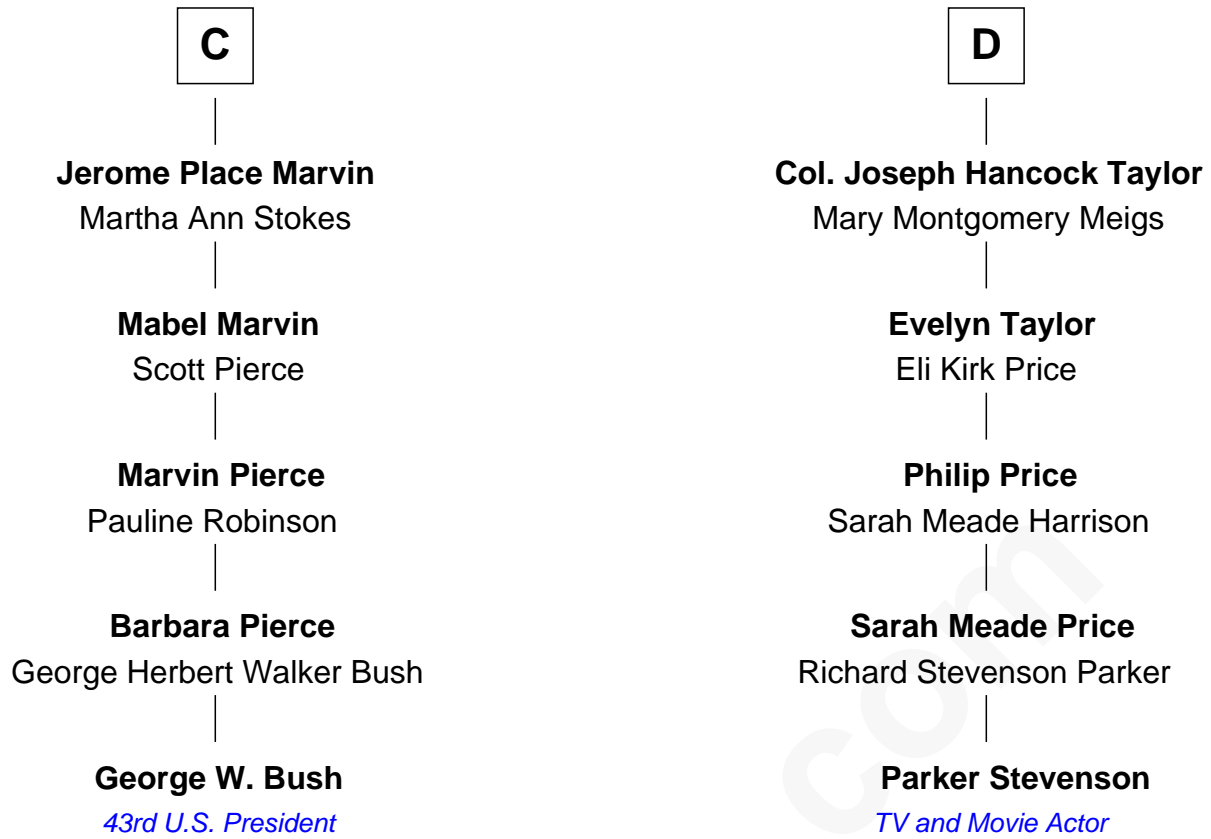 C
Jerome Place Marvin
Martha Ann Stokes
Mabel Marvin
Scott Pierce
Marvin Pierce
Pauline Robinson
Barbara Pierce
George Herbert Walker Bush
George W. Bush
43rd U.S. President
D
Col. Joseph Hancock Taylor
Mary Montgomery Meigs
Evelyn Taylor
Eli Kirk Price
Philip Price
Sarah Meade Harrison
Sarah Meade Price
Richard Stevenson Parker
Parker Stevenson
TV and Movie Actor
com